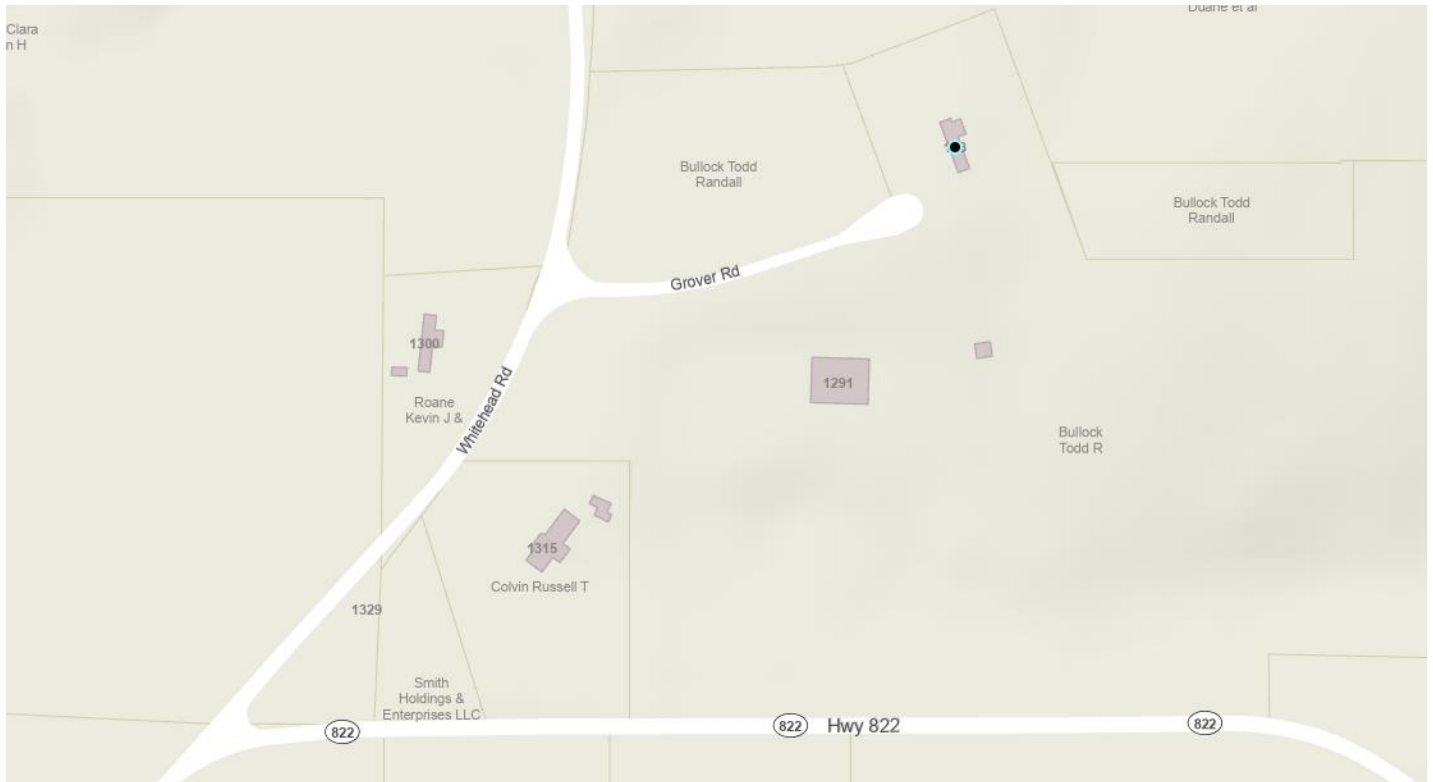 Clara
n H
Duane et al
Bullock Todd
Randall
Bullock Todd
Randall
Grover Rd
1300
Roane
Kevin J &
Whitehead Rd
1291
Bullock
Todd R
1315
Colvin Russell T
1329
Smith
Holdings &
Enterprises LLC
822
822
Hwy 822
822